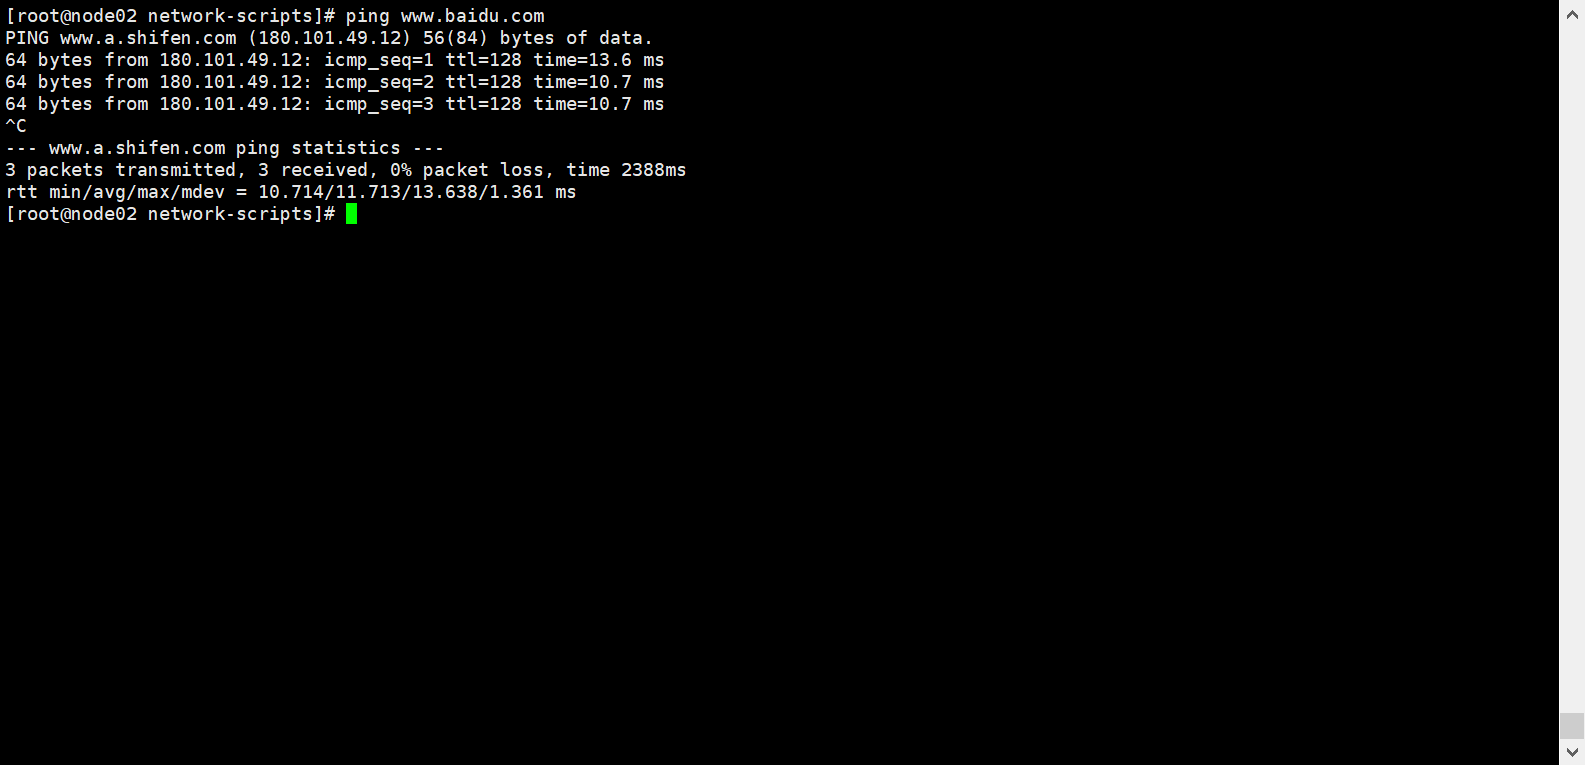 [root@node02 network-scripts]# ping www.baidu.com
PING www.a.shifen.com (180.101.49.12) 56(84) bytes of data.
64 bytes from 180.101.49.12: icmp_seq=1 ttl=128 time=13.6 ms
64 bytes from 180.101.49.12: icmp_seq=2 ttl=128 time=10.7 ms
64 bytes from 180.101.49.12: icmp_seq=3 ttl=128 time=10.7 ms
^C
--- www.a.shifen.com ping statistics ---
3 packets transmitted, 3 received, 0% packet loss, time 2388ms
rtt min/avg/max/mdev = 10.714/11.713/13.638/1.361 ms
[root@node02 network-scripts]#